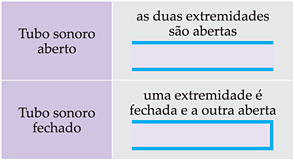 Tubo sonoro
aberto
as duas extremidades
são abertas
Tubo sonoro
fechado
uma extremidade é
fechada e a outra aberta